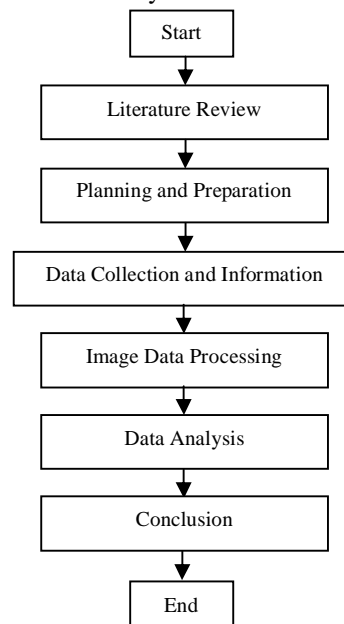 Start
Literature Review
Planning and Preparation
Data Collection and Information
Image Data Processing
Data Analysis
Conclusion
End